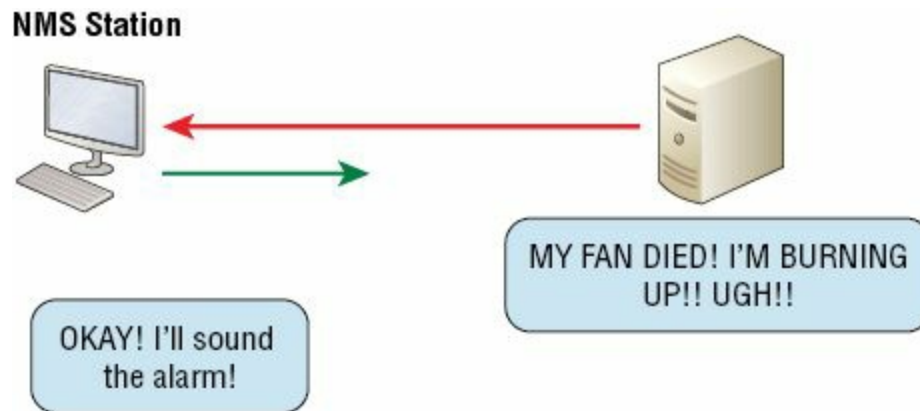 NMS Station
MY FAN DIED! I'M BURNING
UP!! UGH!!
OKAY! I'll sound
the alarm!